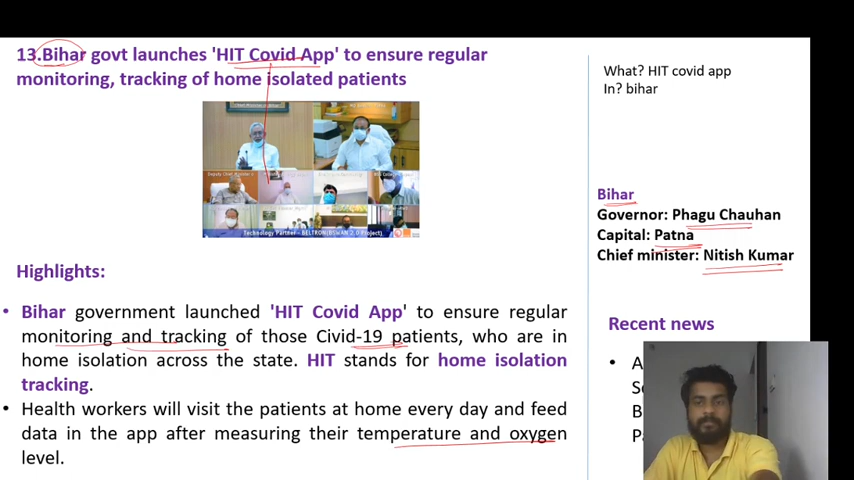 13.Bihar govt launches 'HIT Covid App' to ensure regular
monitoring, tracking of home isolated patients
Technology Partner - BELTRON(BSWAN 2.0 Project)
Highlights:
• Bihar government launched 'HIT Covid App' to ensure regular
monitoring and tracking of those Civid-19 patients, who are in
home isolation across the state. HIT stands for home isolation
tracking.
• Health workers will visit the patients at home every day and feed
data in the app after measuring their temperature and oxygen
level.
What? HIT covid app
In? bihar
Bihar
Governor: Phagu Chauhan
Capital: Patna
Chief minister: Nitish Kumar
Recent news